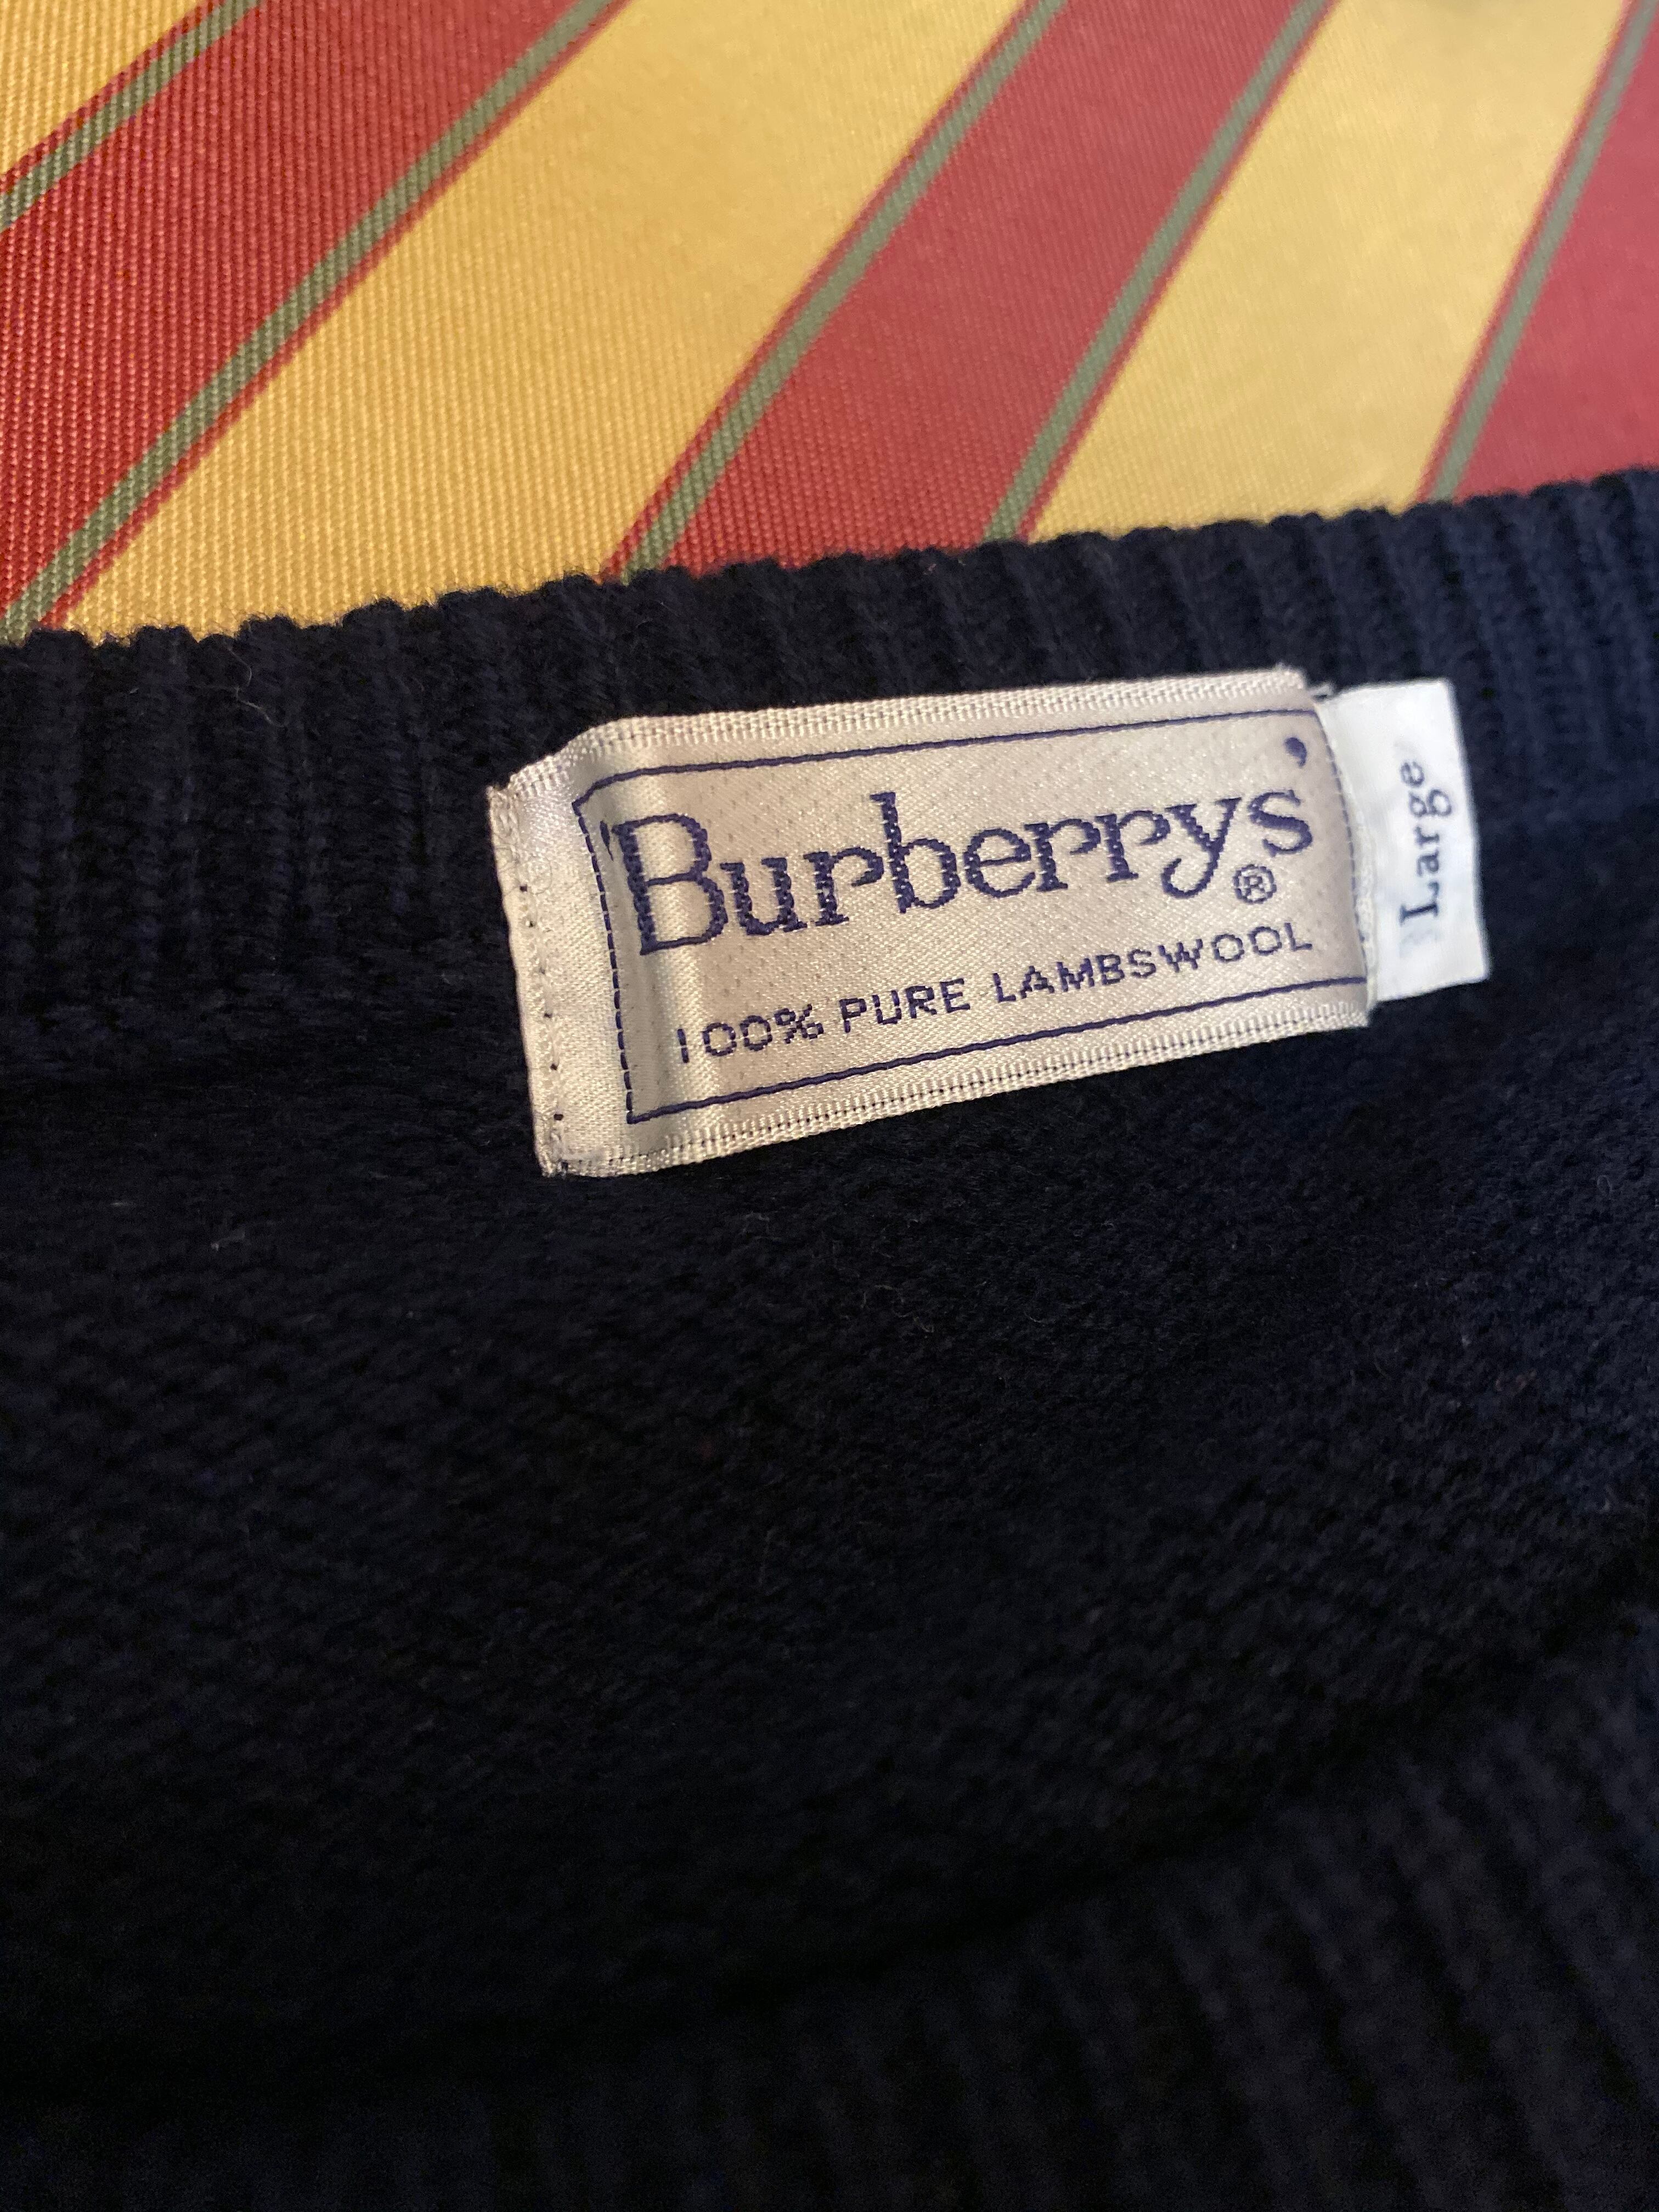 Burberrys'
®
100% PURE LAMBSWOOL
Large